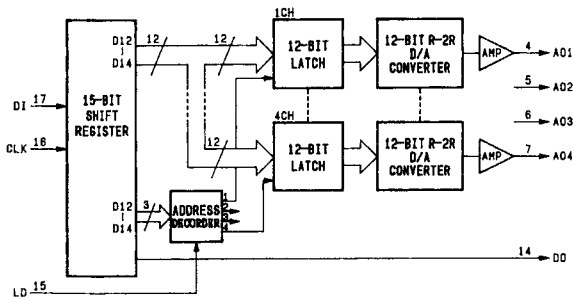 1CH
4CH
DI 17
CLK 16
LD 15
15-BIT
SHIFT
REGISTER
D12
D14
D12
D14
12
12
12
3
12-BIT
LATCH
12-BIT
LATCH
12-BIT R-2R
D/A
CONVERTER
12-BIT R-2R
D/A
CONVERTER
AMP
AMP
4 AO1
5 AO2
6 AO3
7 AO4
ADDRESS
DECORDER
1
2
3
4
14 DO